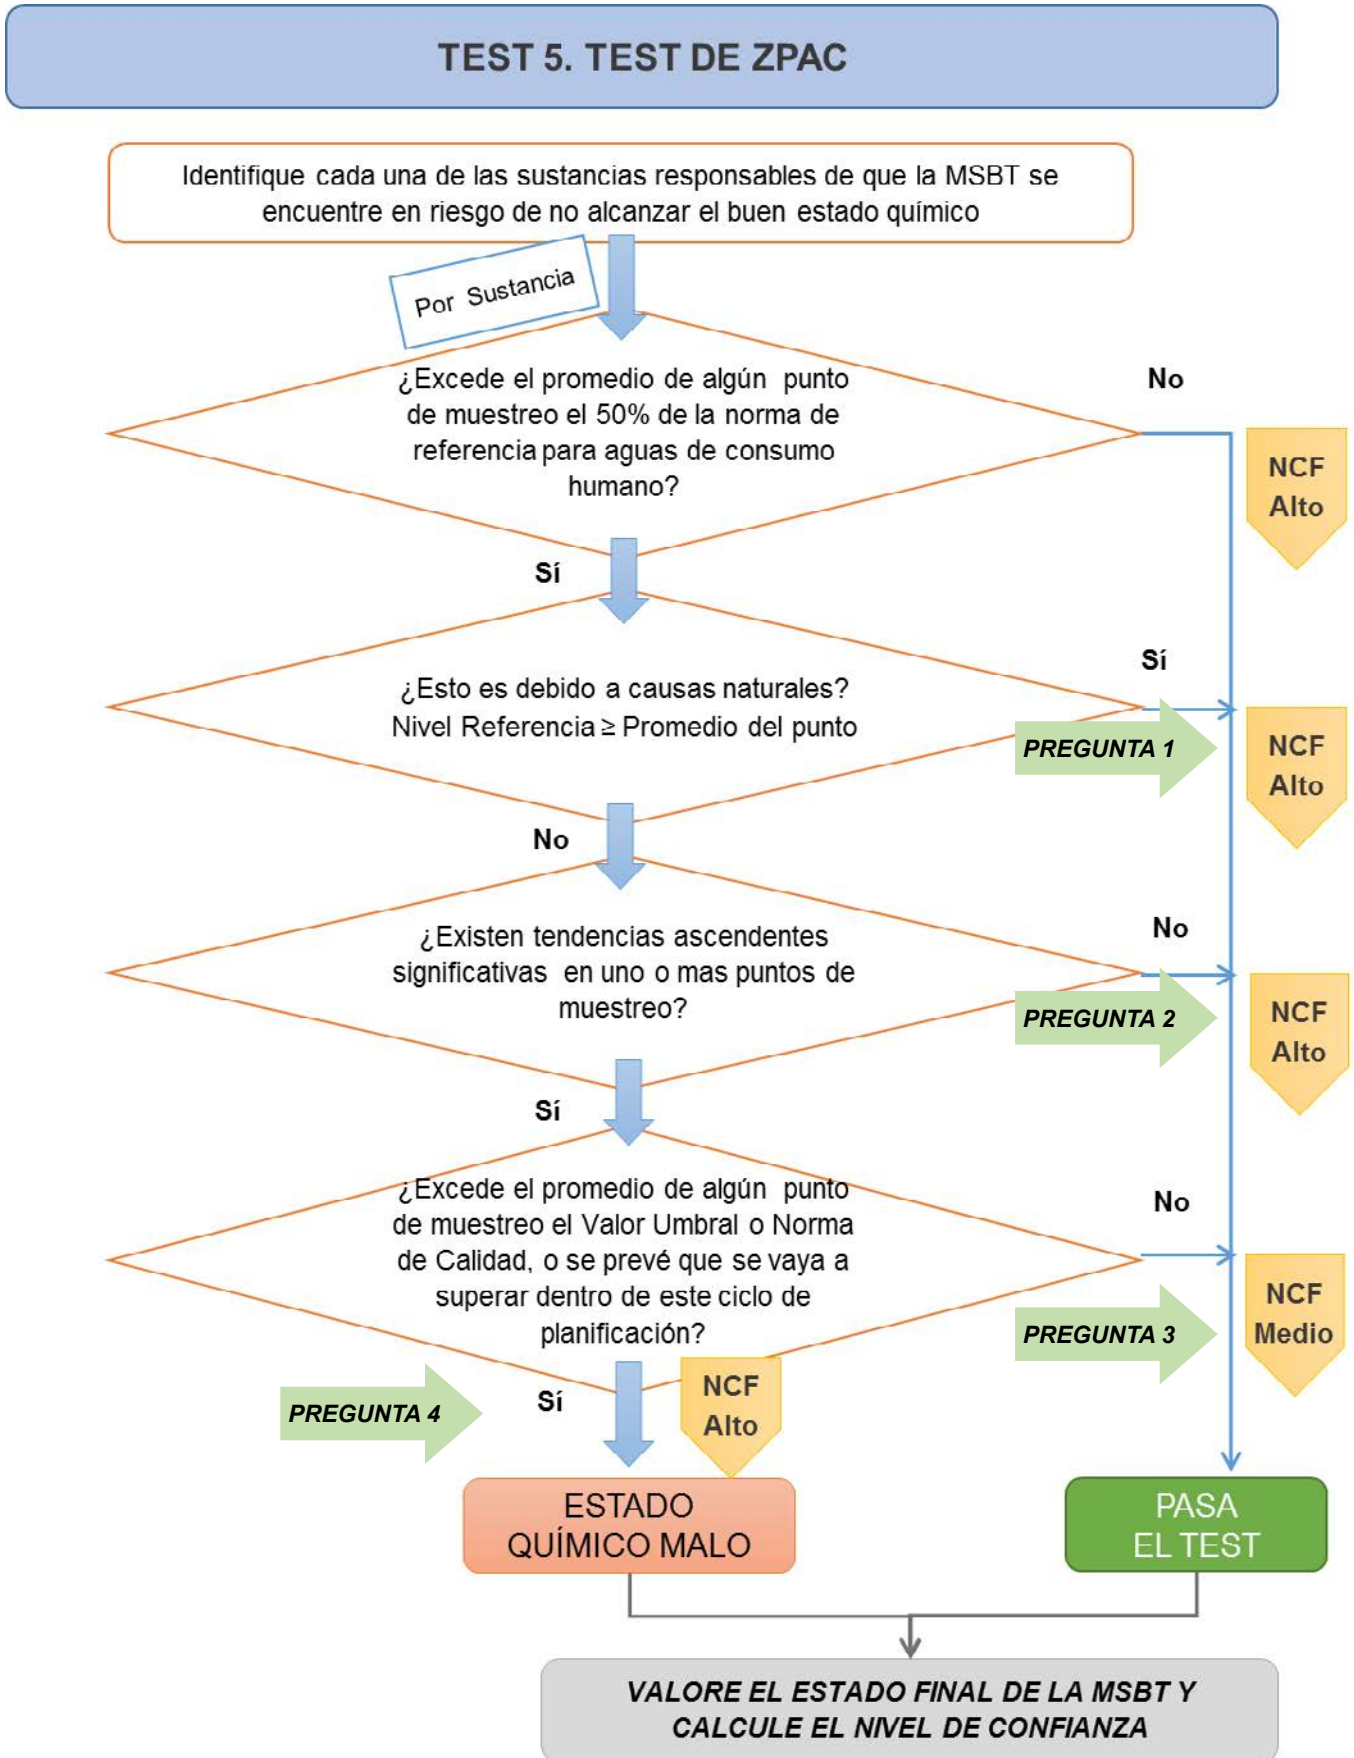 TEST 5. TEST DE ZPAC
Identifique cada una de las sustancias responsables de que la MSBT se
encuentre en riesgo de no alcanzar el buen estado químico
Por Sustancia
¿Excede el promedio de algún punto
de muestreo el 50% de la norma de
referencia para aguas de consumo
humano?
No
NCF
Alto
Sí
¿Esto es debido a causas naturales?
Nivel Referencia ≥ Promedio del punto
Sí
PREGUNTA 1
NCF
Alto
No
¿Existen tendencias ascendentes
significativas en uno o mas puntos de
muestreo?
No
PREGUNTA 2
NCF
Alto
Sí
¿Excede el promedio de algún punto
de muestreo el Valor Umbral o Norma
de Calidad, o se prevé que se vaya a
superar dentro de este ciclo de
planificación?
No
PREGUNTA 3
NCF
Medio
PREGUNTA 4
Sí
NCF
Alto
ESTADO
QUÍMICO MALO
PASA
EL TEST
VALORE EL ESTADO FINAL DE LA MSBT Y
CALCULE EL NIVEL DE CONFIANZA